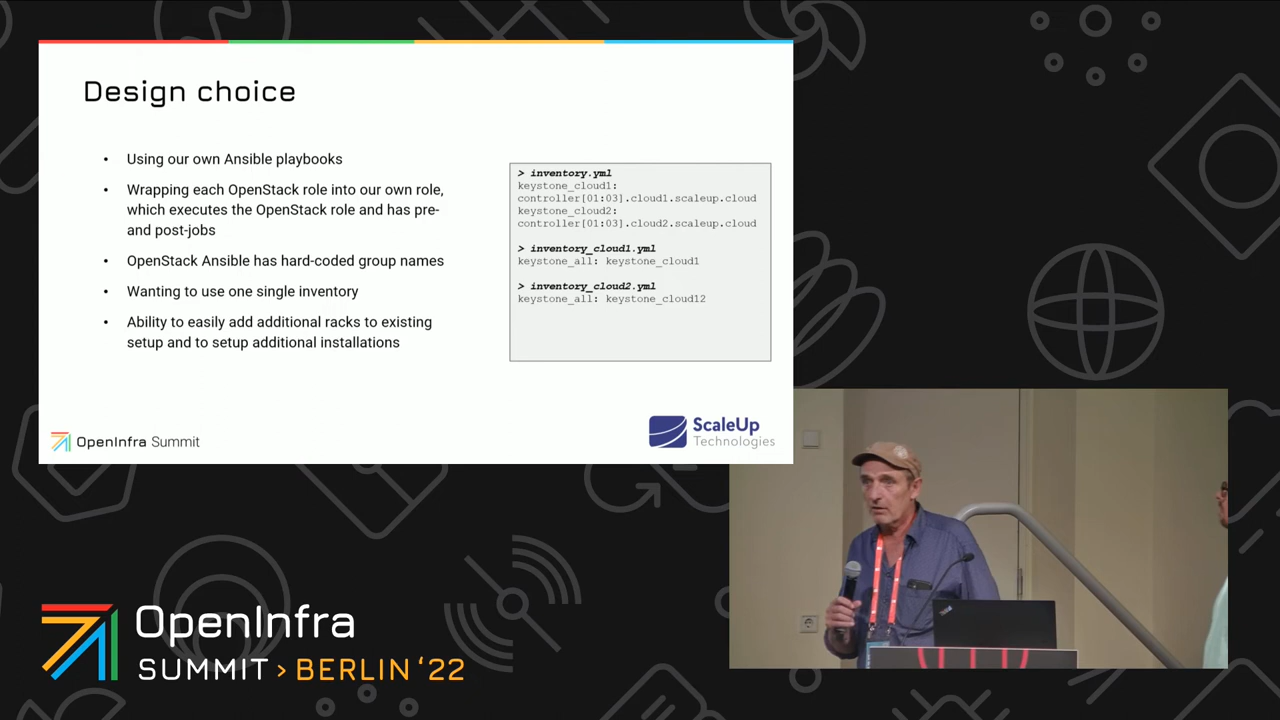 Design choice
• Using our own Ansible playbooks
• Wrapping each OpenStack role into our own role,
which executes the OpenStack role and has pre-
and post-jobs
• OpenStack Ansible has hard-coded group names
• Wanting to use one single inventory
• Ability to easily add additional racks to existing
setup and to setup additional installations
> inventory.yml
keystone_cloud1:
controller[01:03].cloud1.scaleup.cloud
keystone_cloud2:
controller[01:03].cloud2.scaleup.cloud
> inventory_cloud1.yml
keystone_all: keystone_cloud1
> inventory_cloud2.yml
keystone_all: keystone_cloud12
OpenInfra Summit
ScaleUp
Technologies
OpenInfra
SUMMIT > BERLIN '22